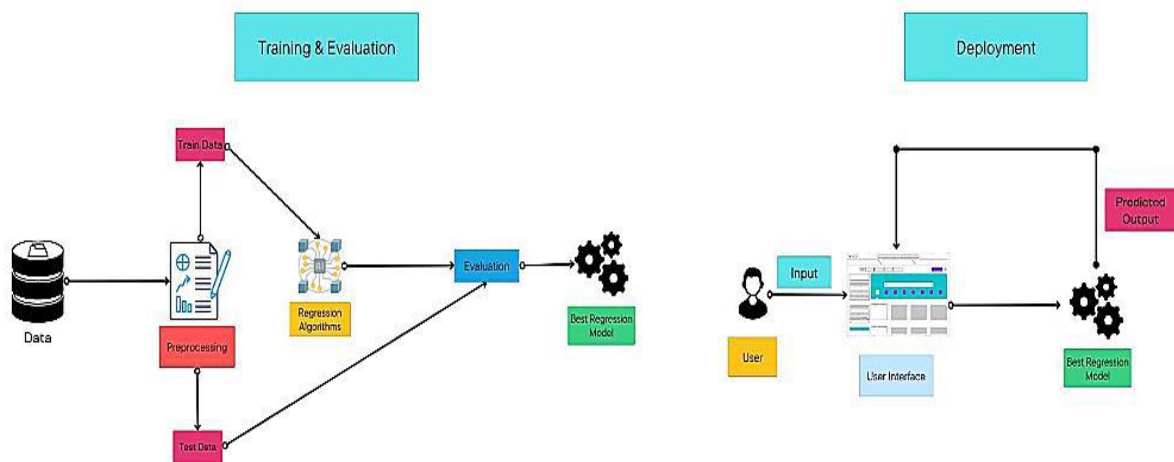 Training & Evaluation
Deployment
Train Data
Predicted
Output
Input
Evaluation
Regression
Algorithms
Best Regression
Model
Data
Preprocessing
User
User Interface
Best Regression
Model
Test Data